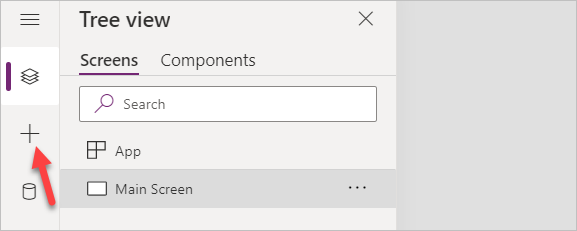 Tree view
Screens Components
Search
App
Main Screen